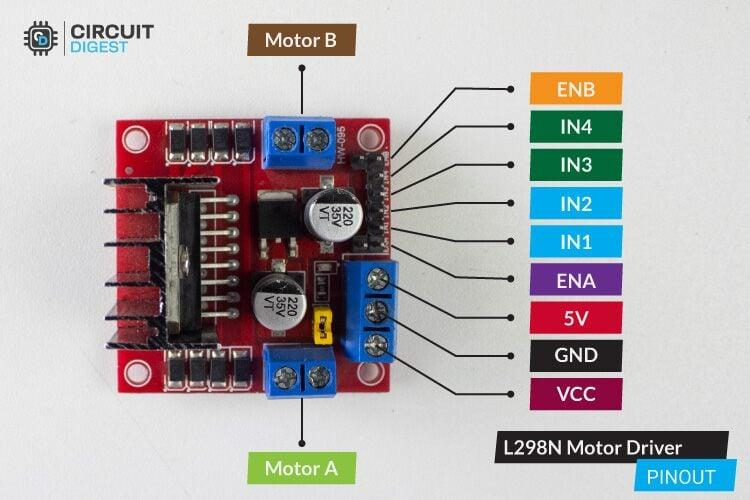 CIRCUIT
DIGEST
Motor B
HW-095
ENB
IN4
IN3
IN2
IN1
ENA
5V
GND
VCC
220
35V
VT
220
35V
VT
Motor A
L298N Motor Driver
PINOUT